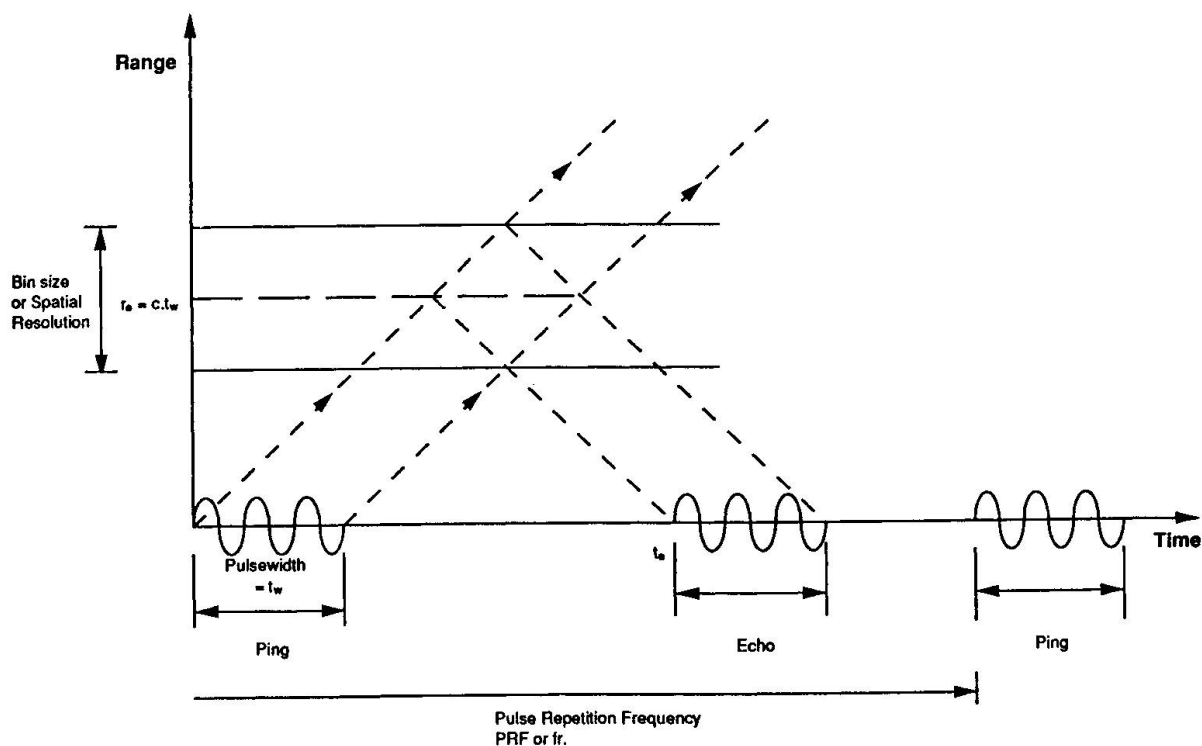 Range
Bin size
or Spatial
Resolution
rₑ = c.t_w
Pulsewidth
= t_w
tₑ
Time
Ping
Echo
Ping
Pulse Repetition Frequency
PRF or fr.